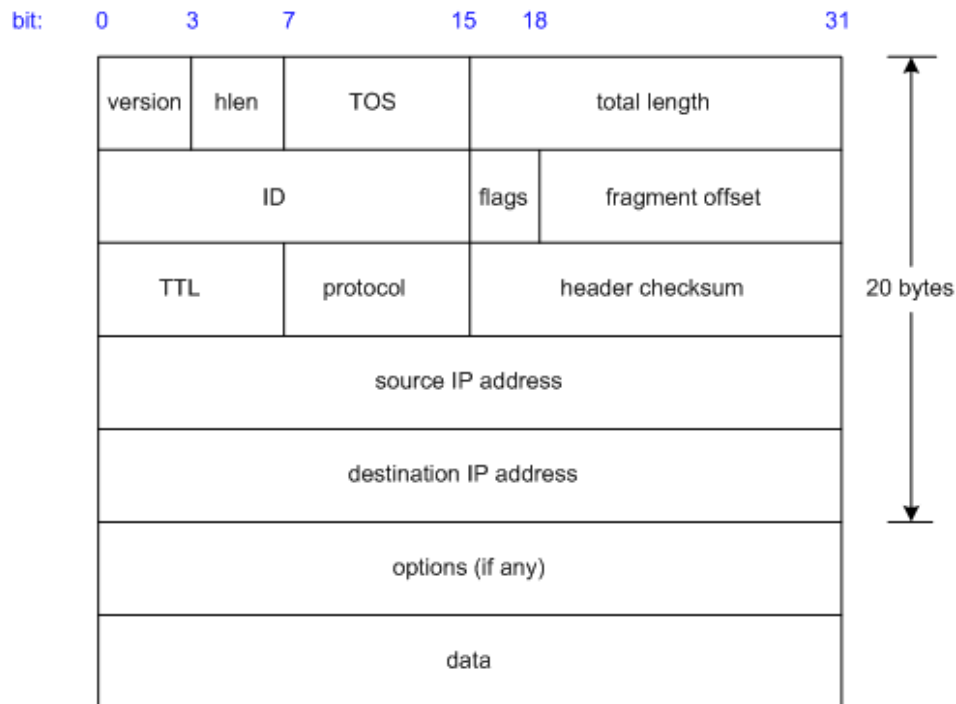 bit: 0 3 7 15 18 31
version hlen TOS total length
ID flags fragment offset
TTL protocol header checksum 20 bytes
source IP address
destination IP address
options (if any)
data